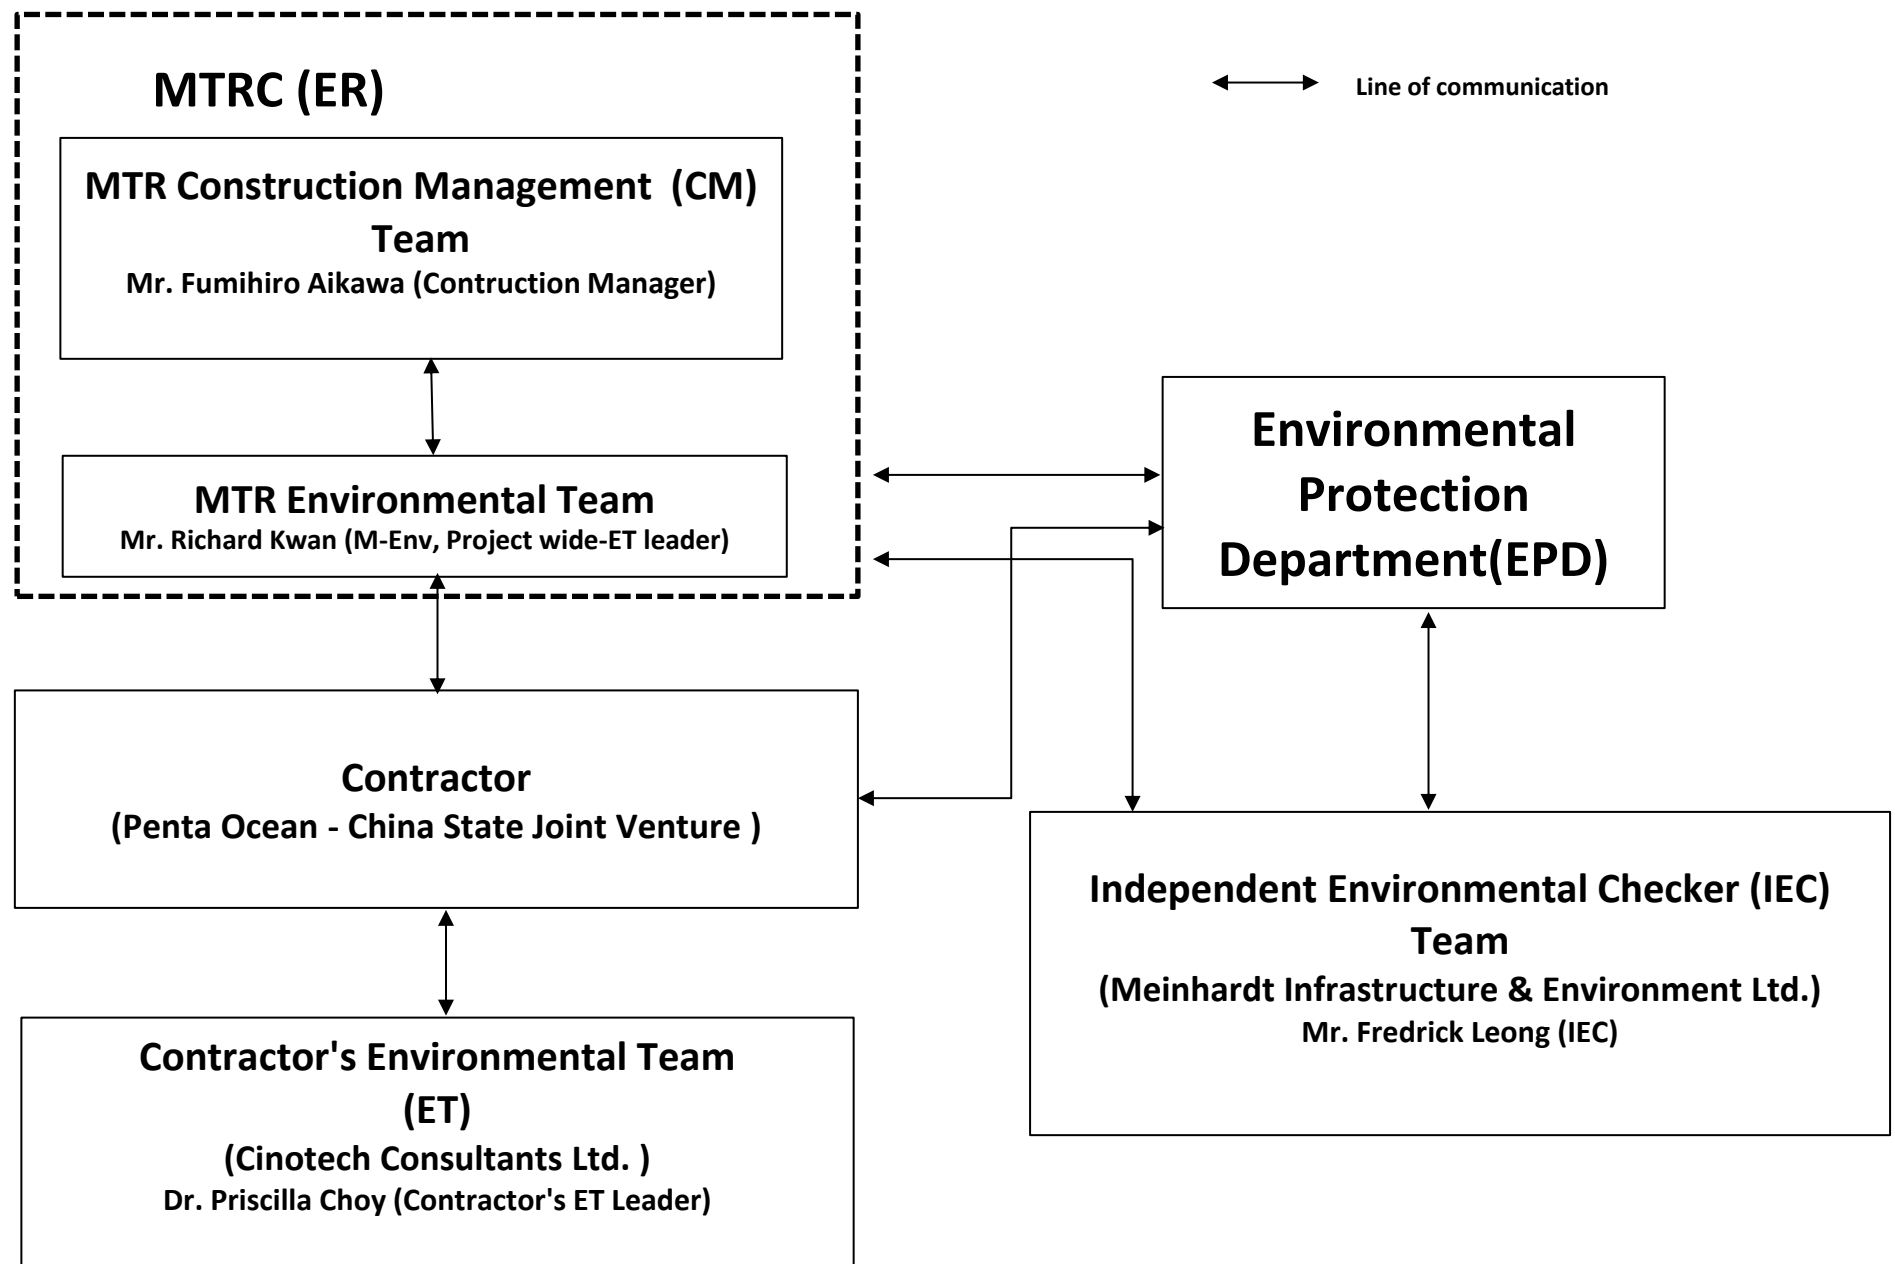 MTRC (ER)
Line of communication
MTR Construction Management (CM)
Team
Mr. Fumihiro Aikawa (Contruction Manager)
MTR Environmental Team
Mr. Richard Kwan (M-Env, Project wide-ET leader)
Environmental
Protection
Department(EPD)
Contractor
(Penta Ocean - China State Joint Venture )
Independent Environmental Checker (IEC)
Team
(Meinhardt Infrastructure & Environment Ltd.)
Mr. Fredrick Leong (IEC)
Contractor's Environmental Team
(ET)
(Cinotech Consultants Ltd. )
Dr. Priscilla Choy (Contractor's ET Leader)